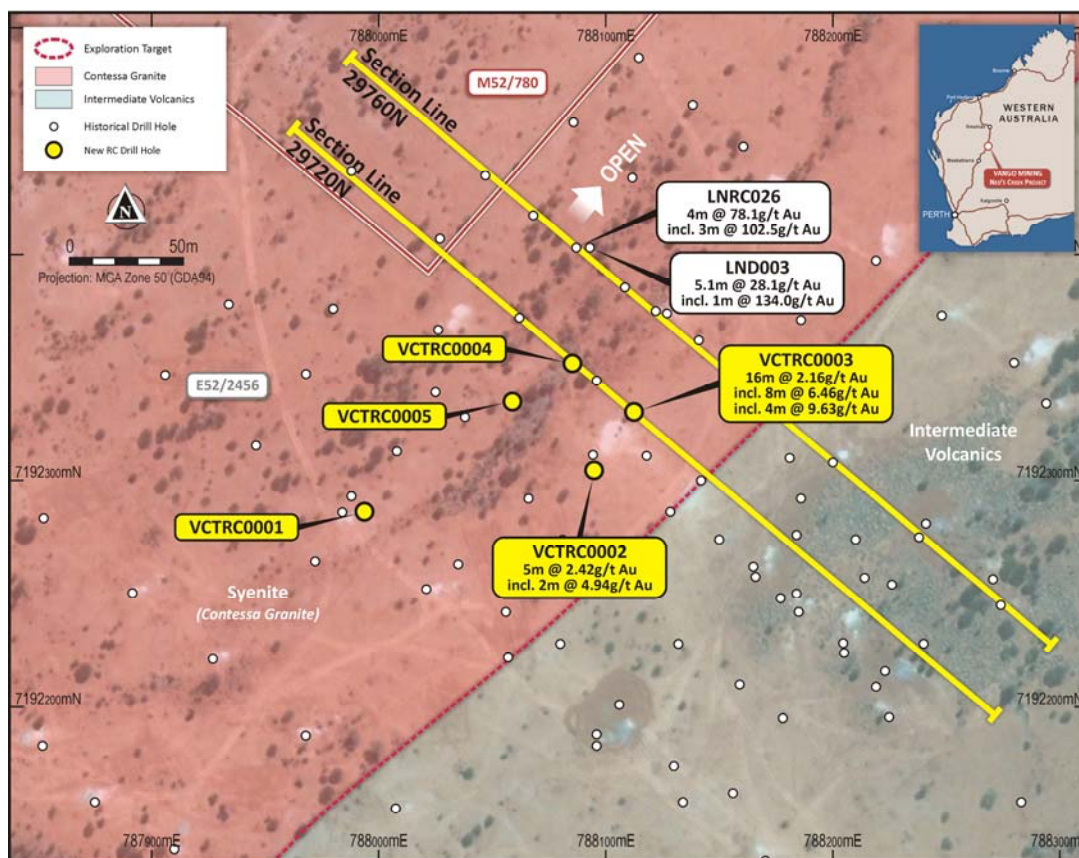 788000mE
788100mE
788200mE
Exploration Target
Contessa Granite
Intermediate Volcanics
Historical Drill Hole
New RC Drill Hole
N
0
50m
Projection: MGA Zone 50 (GDA94)
Section Line
29760N
Section Line
29720N
M52/780
OPEN
WESTERN
AUSTRALIA
VANGO MINING
PERTH
LNRC026
4m @ 78.1g/t Au
incl. 3m @ 102.5g/t Au
LND003
5.1m @ 28.1g/t Au
incl. 1m @ 134.0g/t Au
VCTRC0004
VCTRC0003
16m @ 2.16g/t Au
incl. 8m @ 6.46g/t Au
incl. 4m @ 9.63g/t Au
E52/2456
VCTRC0005
Intermediate
Volcanics
7192300mN
7192300mN
VCTRC0001
VCTRC0002
5m @ 2.42g/t Au
incl. 2m @ 4.94g/t Au
Syenite
(Contessa Granite)
7192200mN
7192200mN
787900mE
788000mE
788100mE
788200mE
788300mE